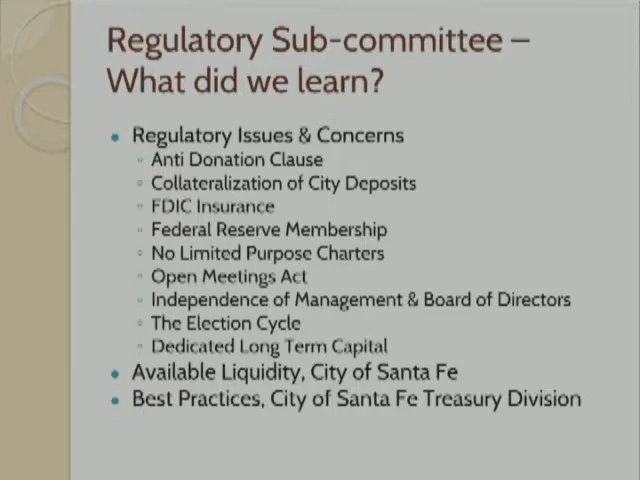 Regulatory Sub-committee –
What did we learn?
Regulatory Issues & Concerns
Anti Donation Clause
Collateralization of City Deposits
FDIC Insurance
Federal Reserve Membership
No Limited Purpose Charters
Open Meetings Act
Independence of Management & Board of Directors
The Election Cycle
Dedicated Long Term Capital
Available Liquidity, City of Santa Fe
Best Practices, City of Santa Fe Treasury Division